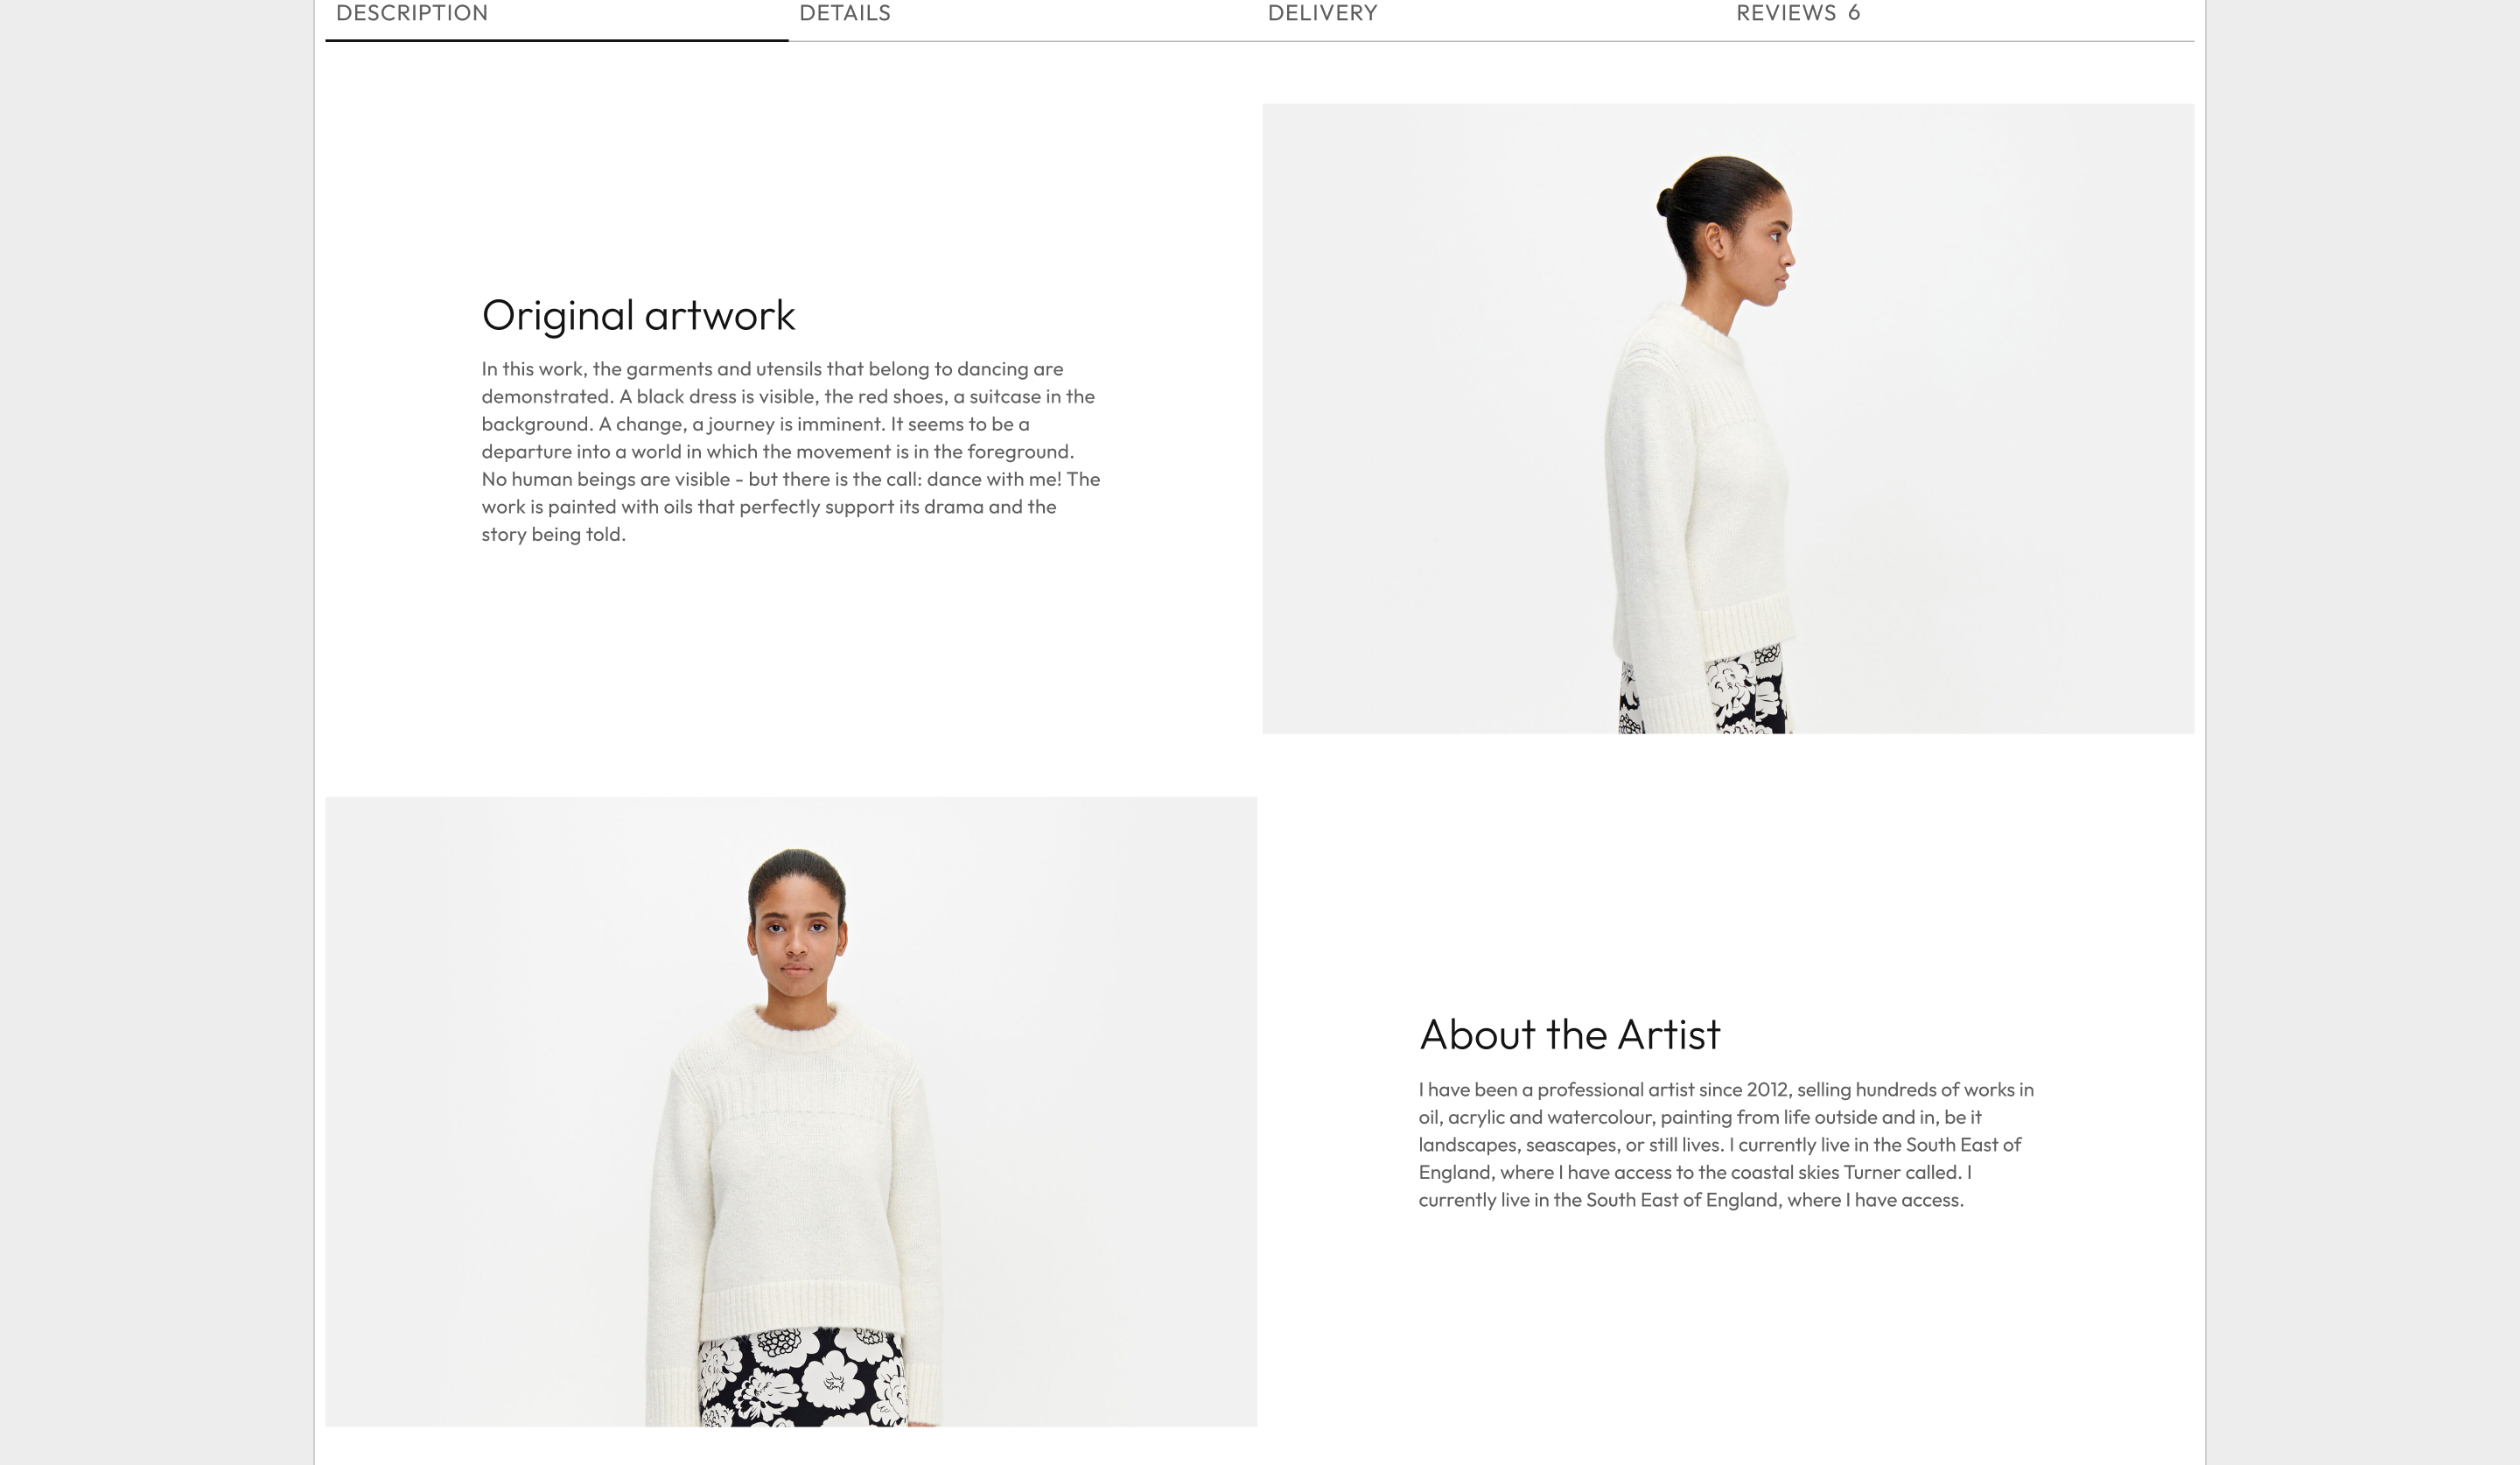 DESCRIPTION
DETAILS
DELIVERY
REVIEWS 6
Original artwork
In this work, the garments and utensils that belong to dancing are
demonstrated. A black dress is visible, the red shoes, a suitcase in the
background. A change, a journey is imminent. It seems to be a
departure into a world in which the movement is in the foreground.
No human beings are visible - but there is the call: dance with me! The
work is painted with oils that perfectly support its drama and the
story being told.
About the Artist
I have been a professional artist since 2012, selling hundreds of works in
oil, acrylic and watercolour, painting from life outside and in, be it
landscapes, seascapes, or still lives. I currently live in the South East of
England, where I have access to the coastal skies Turner called. I
currently live in the South East of England, where I have access.